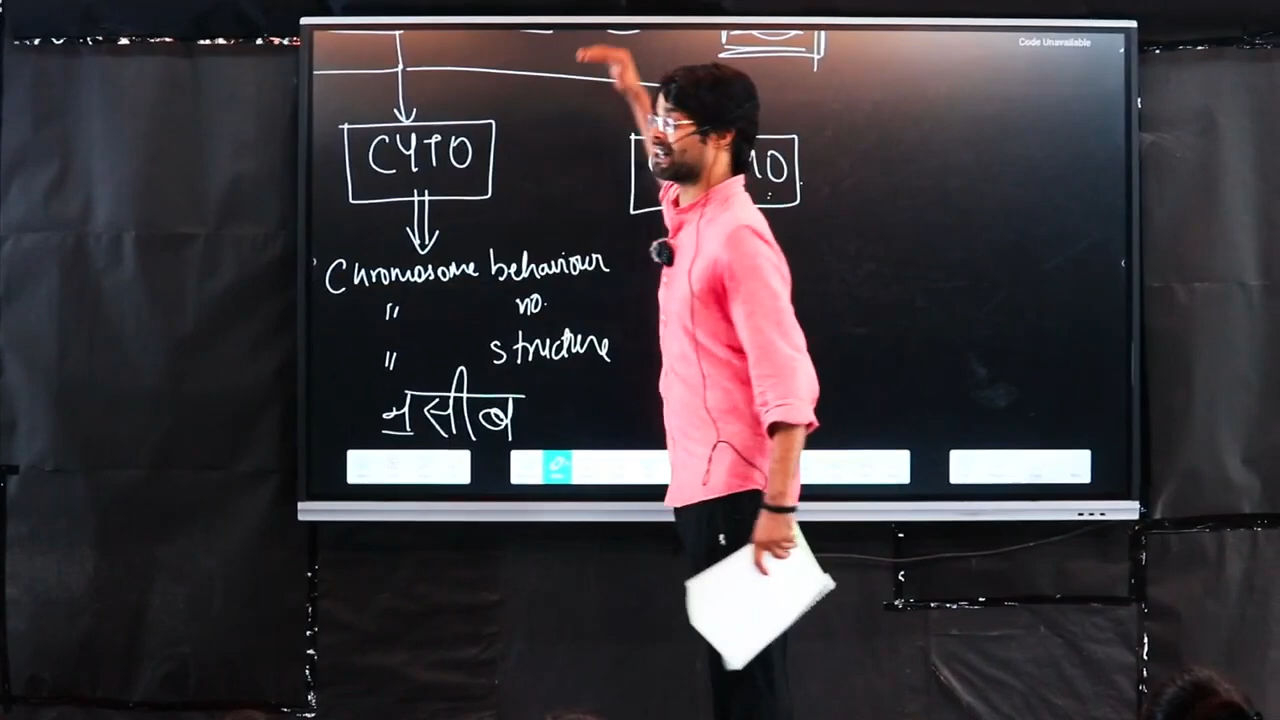 Code Unavailable
CYTO
Chromosome behaviour
" no.
" structure
नसीब